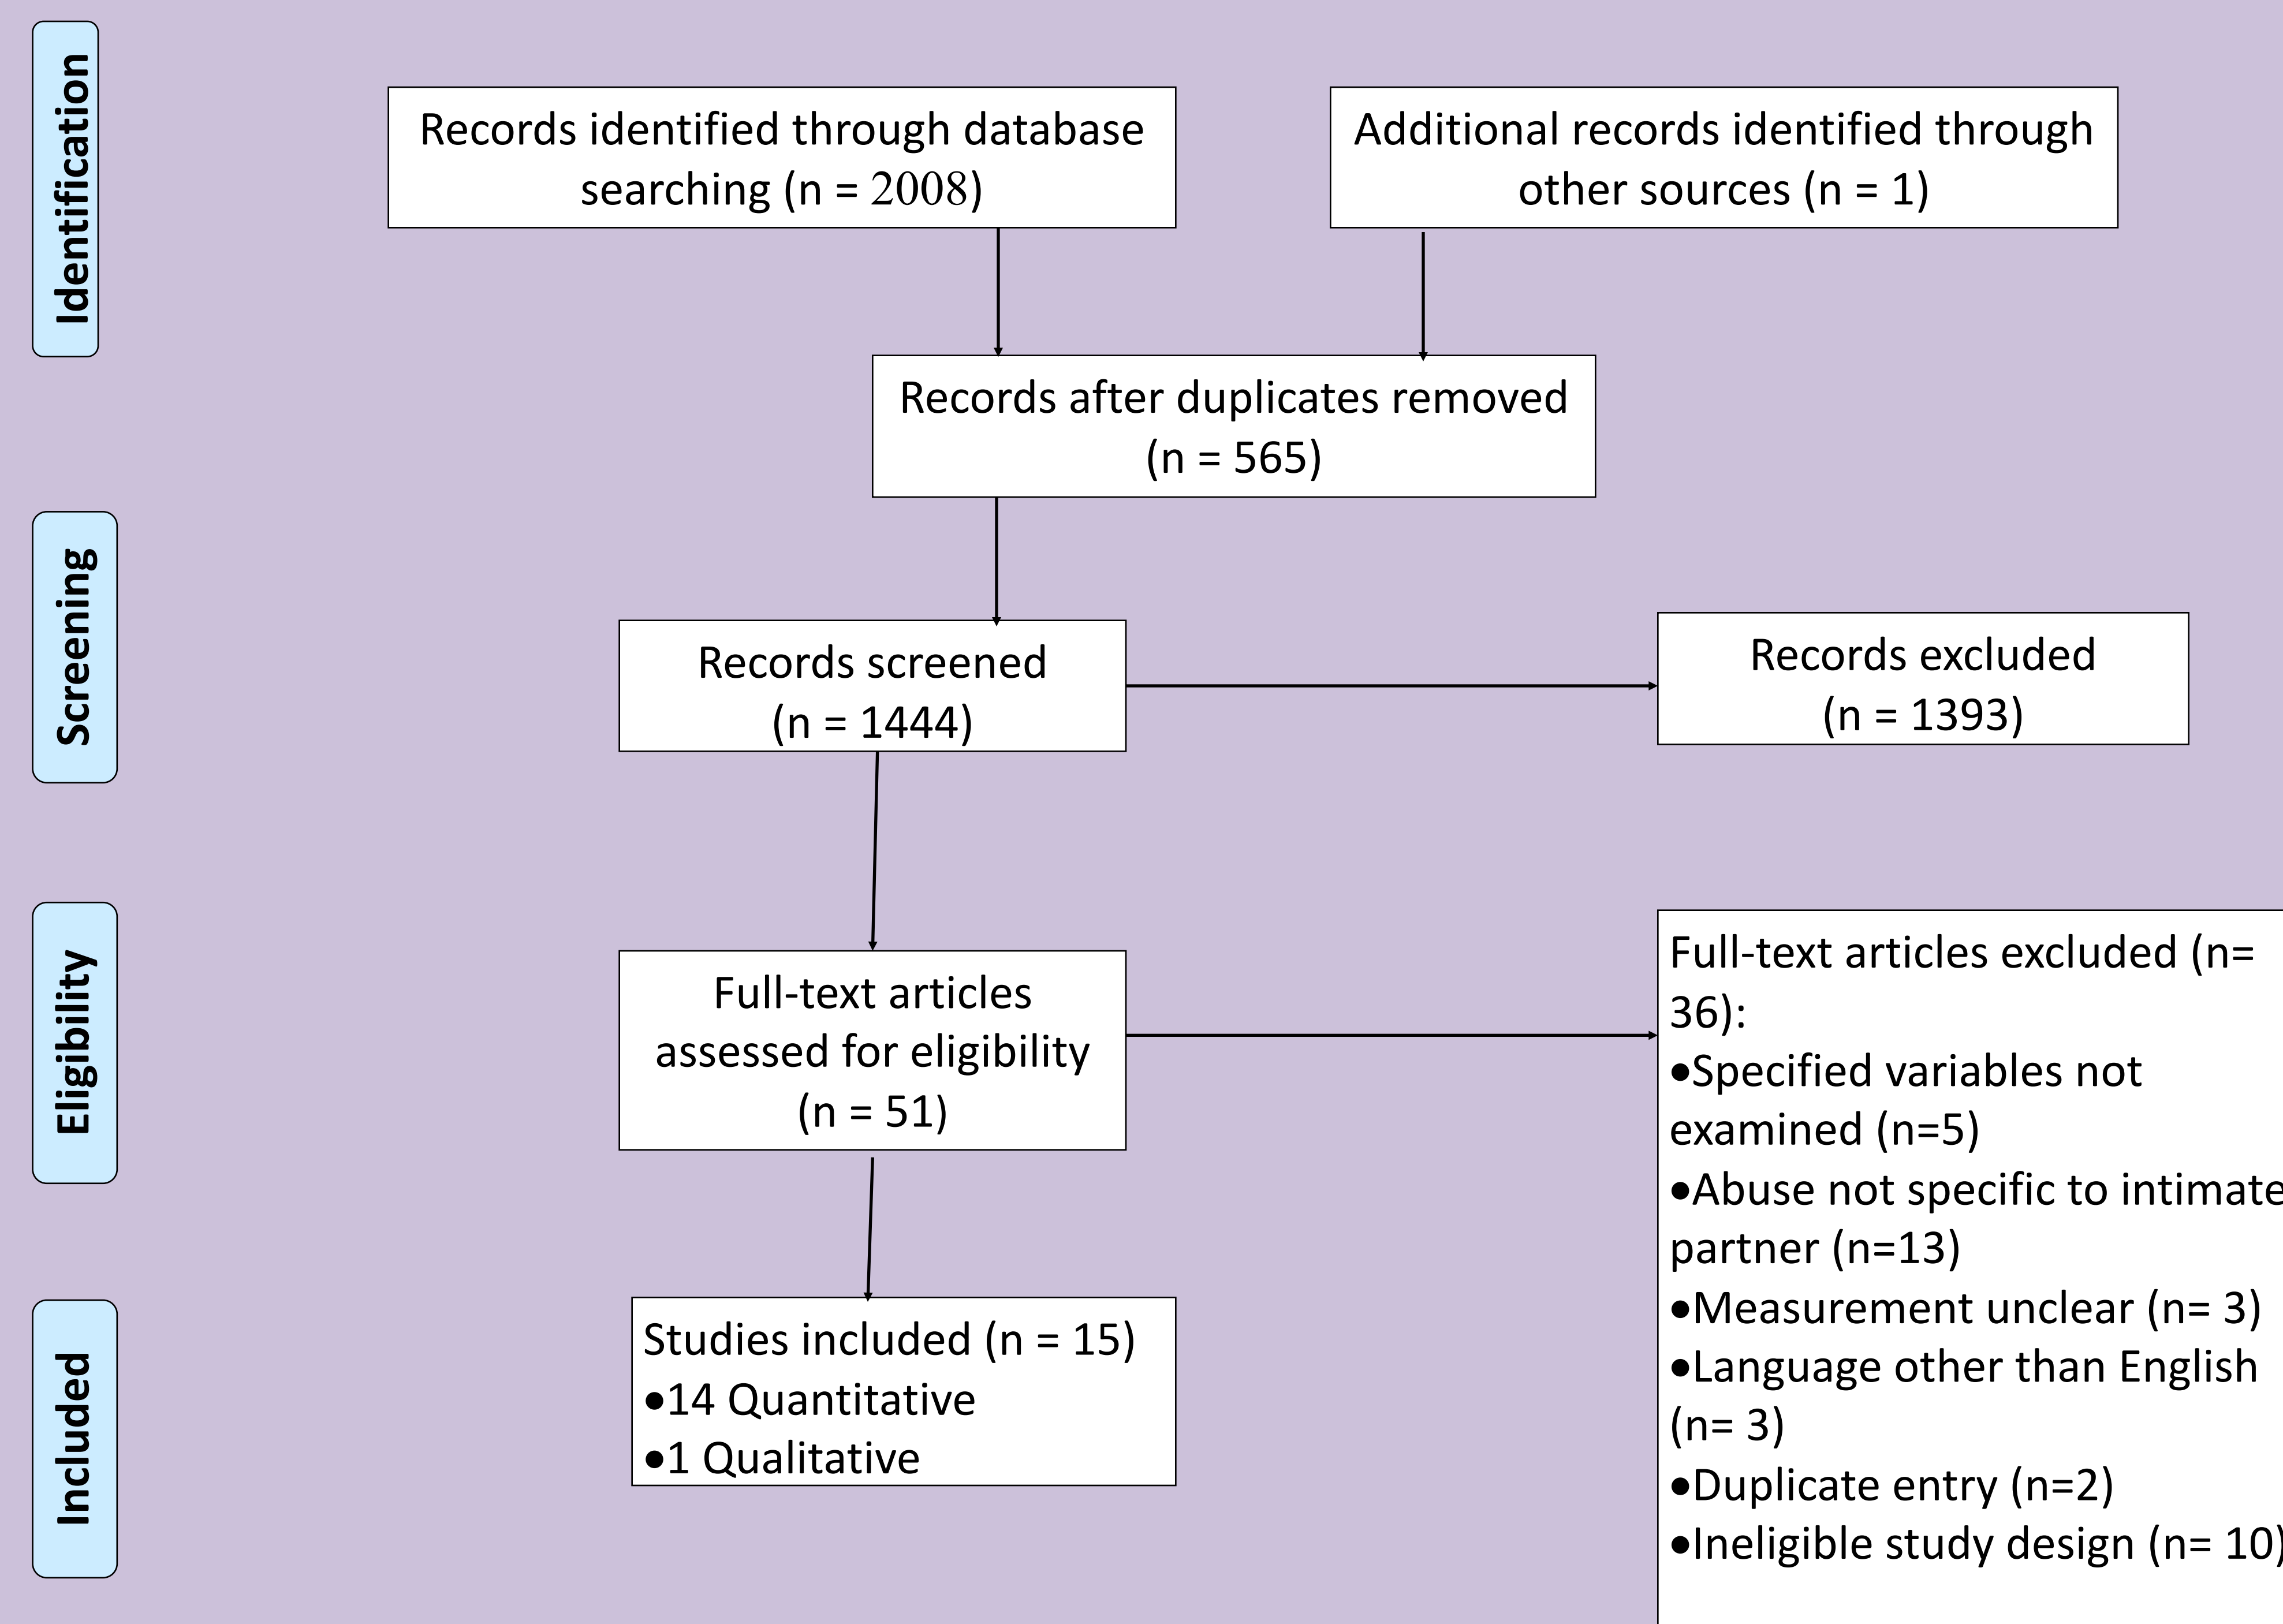 Identification
Records identified through database
searching (n = 2008)
Additional records identified through
other sources (n = 1)
Records after duplicates removed
(n = 565)
Screening
Records screened
(n = 1444)
Records excluded
(n = 1393)
Eligibility
Full-text articles
assessed for eligibility
(n = 51)
Full-text articles excluded (n=
36):
•Specified variables not
examined (n=5)
•Abuse not specific to intimate
partner (n=13)
•Measurement unclear (n= 3)
•Language other than English
(n= 3)
•Duplicate entry (n=2)
•Ineligible study design (n= 10)
Included
Studies included (n = 15)
•14 Quantitative
•1 Qualitative